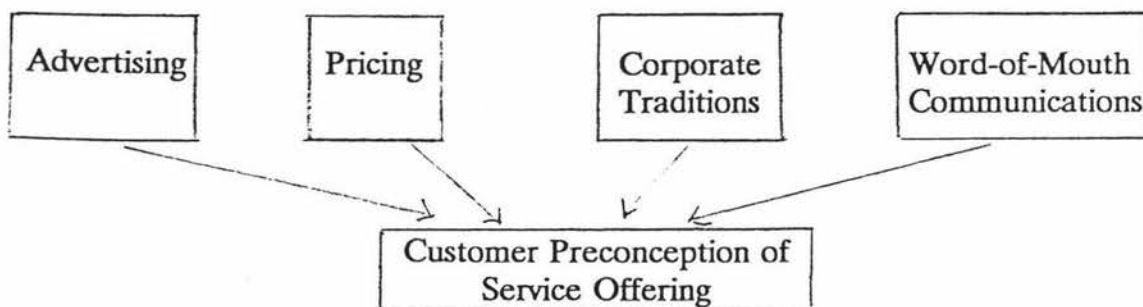 Advertising
Pricing
Corporate
Traditions
Word-of-Mouth
Communications
Customer Preconception of
Service Offering